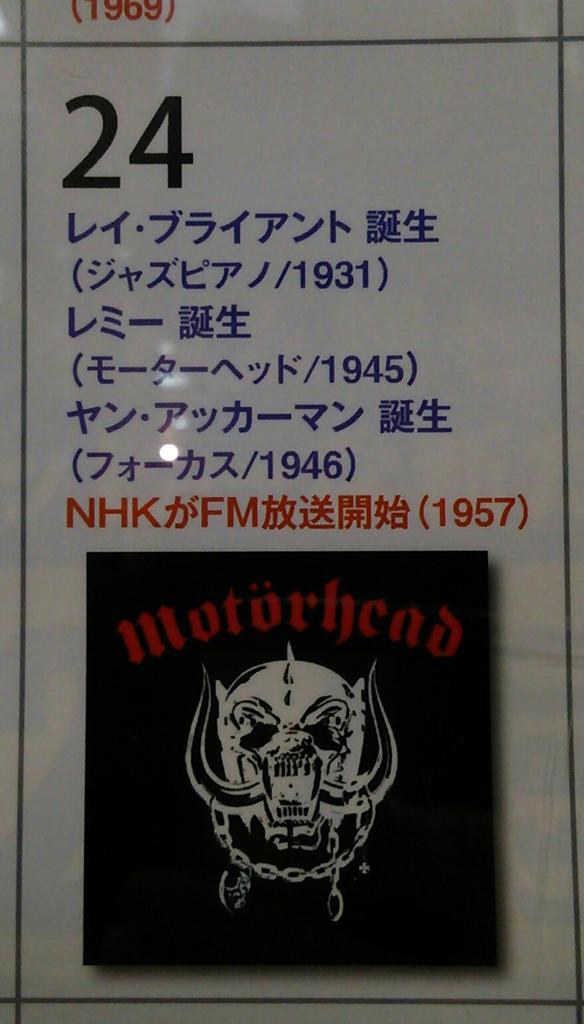 (1969)
24
レイ・ブライアント 誕生
(ジャズピアノ/1931)
レミー 誕生
(モーターヘッド/1945)
ヤン・アッカーマン 誕生
(フォーカス/1946)
NHKがFM放送開始(1957)
Motörhead